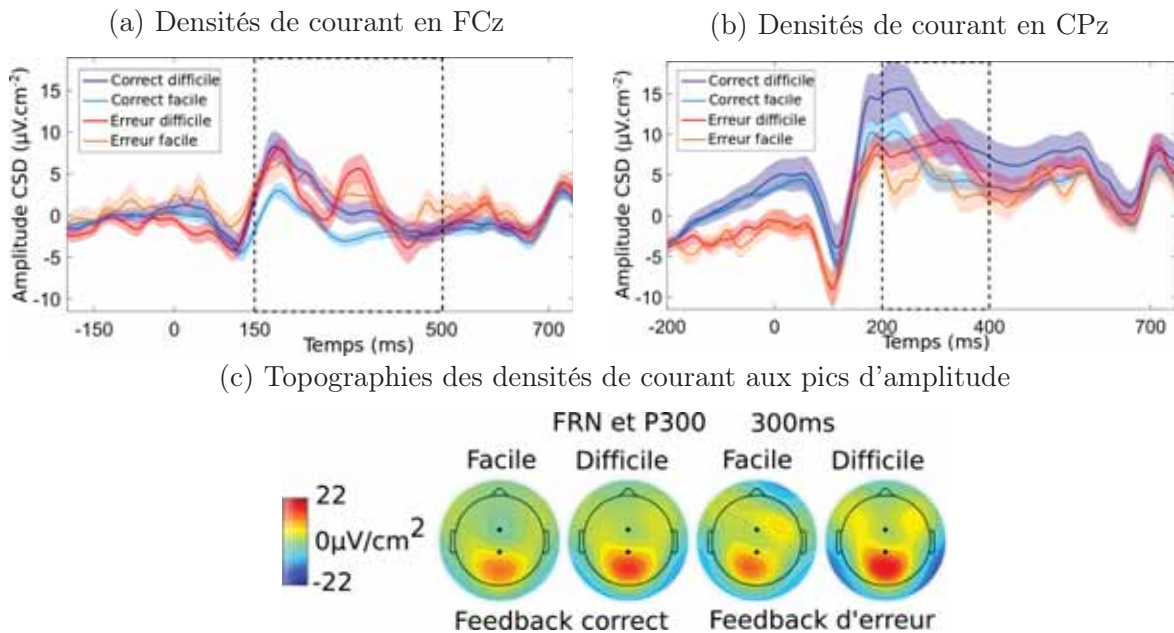 (a) Densités de courant en FCz
(b) Densités de courant en CPz
Amplitude CSD (µV.cm⁻²)
15
10
5
0
-5
-10
Correct difficile
Correct facile
Erreur difficile
Erreur facile
-150
0
150
500
700
Temps (ms)
Amplitude CSD (µV.cm⁻²)
15
10
5
0
-5
-10
Correct difficile
Correct facile
Erreur difficile
Erreur facile
-200
0
200
400
700
Temps (ms)
(c) Topographies des densités de courant aux pics d'amplitude
FRN et P300 300ms
Facile Difficile Facile Difficile
22
0µV/cm²
-22
Feedback correct Feedback d'erreur